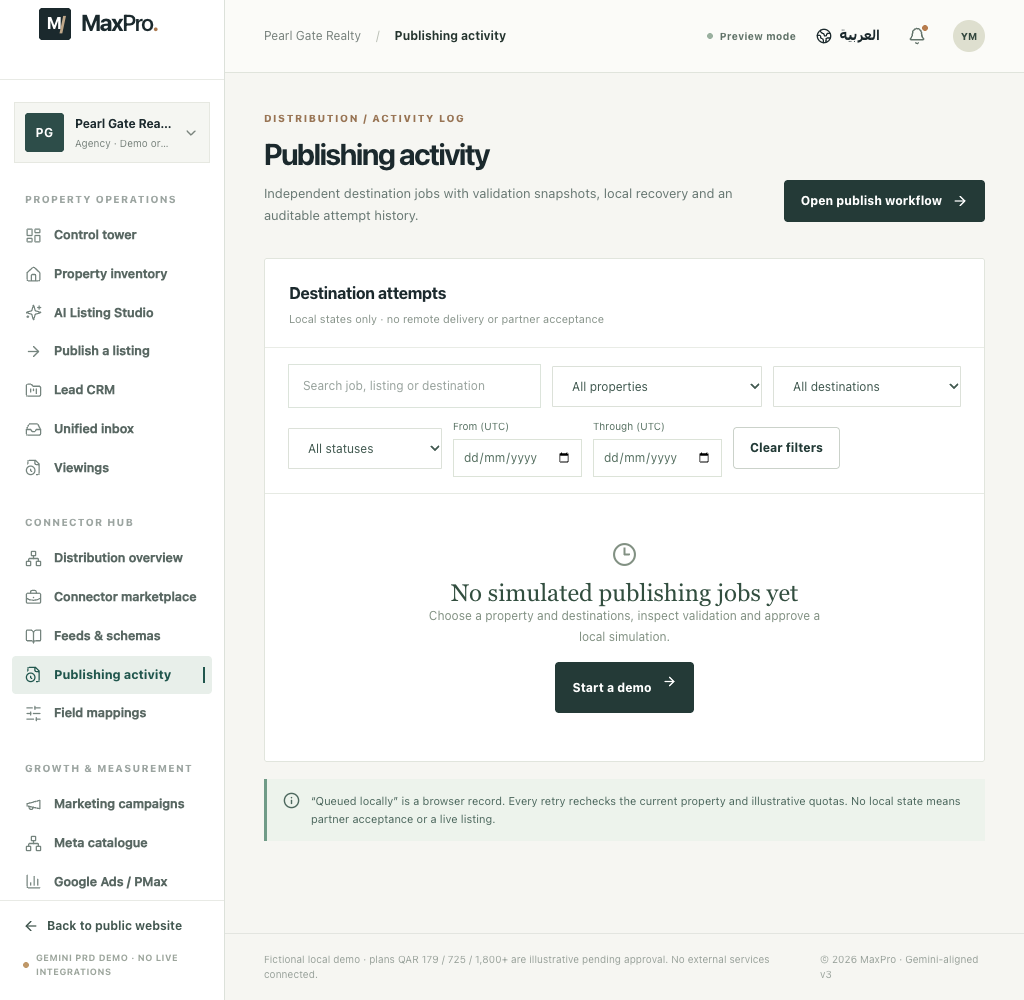 M/ MaxPro.
PG
Pearl Gate Rea...
Agency · Demo or...
PROPERTY OPERATIONS
Control tower
Property inventory
AI Listing Studio
Publish a listing
Lead CRM
Unified inbox
Viewings
CONNECTOR HUB
Distribution overview
Connector marketplace
Feeds & schemas
Publishing activity
Field mappings
GROWTH & MEASUREMENT
Marketing campaigns
Meta catalogue
Google Ads / PMax
Back to public website
GEMINI PRD DEMO · NO LIVE
INTEGRATIONS
Pearl Gate Realty / Publishing activity
Preview mode
العربية
YM
DISTRIBUTION / ACTIVITY LOG
Publishing activity
Independent destination jobs with validation snapshots, local recovery and an
auditable attempt history.
Open publish workflow
Destination attempts
Local states only · no remote delivery or partner acceptance
Search job, listing or destination
All properties
All destinations
All statuses
From (UTC)
dd/mm/yyyy
Through (UTC)
dd/mm/yyyy
Clear filters
No simulated publishing jobs yet
Choose a property and destinations, inspect validation and approve a
local simulation.
Start a demo
“Queued locally” is a browser record. Every retry rechecks the current property and illustrative quotas. No local state means
partner acceptance or a live listing.
Fictional local demo · plans QAR 179 / 725 / 1,800+ are illustrative pending approval. No external services
connected.
© 2026 MaxPro · Gemini-aligned
v3